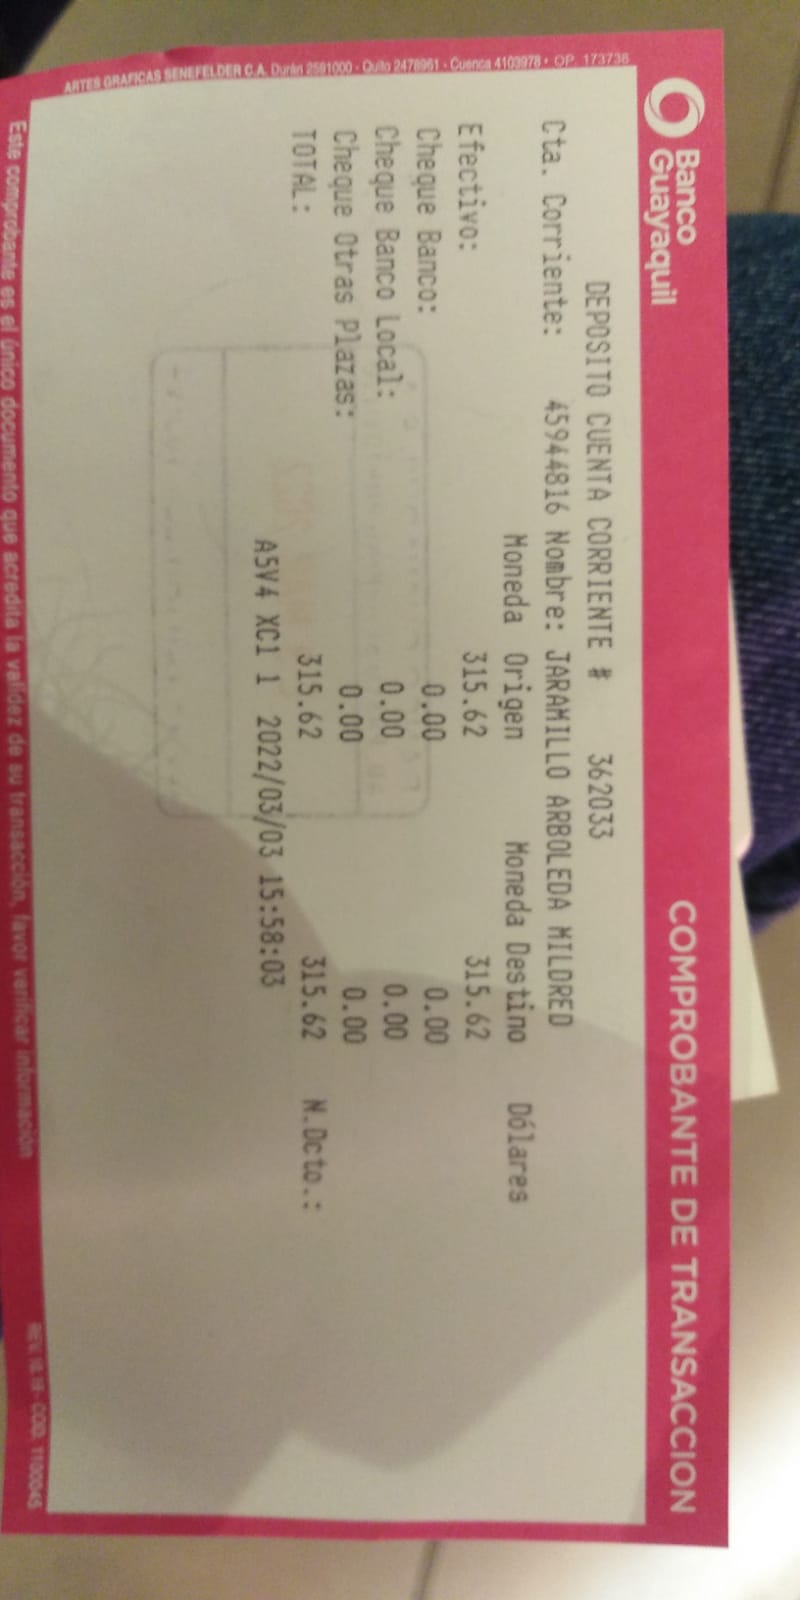 Banco
Guayaquil
COMPROBANTE DE TRANSACCION
ARTES GRAFICAS SENEFELDER C.A. Durán 2591000 - Quito 2478961 - Cuenca 4103978 • OP. 173736
DEPOSITO CUENTA CORRIENTE # 362033
Cta. Corriente: 45944816 Nombre: JARAMILLO ARBOLEDA MILDRED
Moneda Origen Moneda Destino Dólares
Efectivo: 315.62 315.62
Cheque Banco: 0.00 0.00
Cheque Banco Local: 0.00 0.00
Cheque Otras Plazas: 0.00 0.00
TOTAL: 315.62 315.62 N.Dcto.:
A5V4 XC1 1 2022/03/03 15:58:03
Este comprobante es el único documento que acredita la validez de su transacción, favor verificar información
COD. 1100045